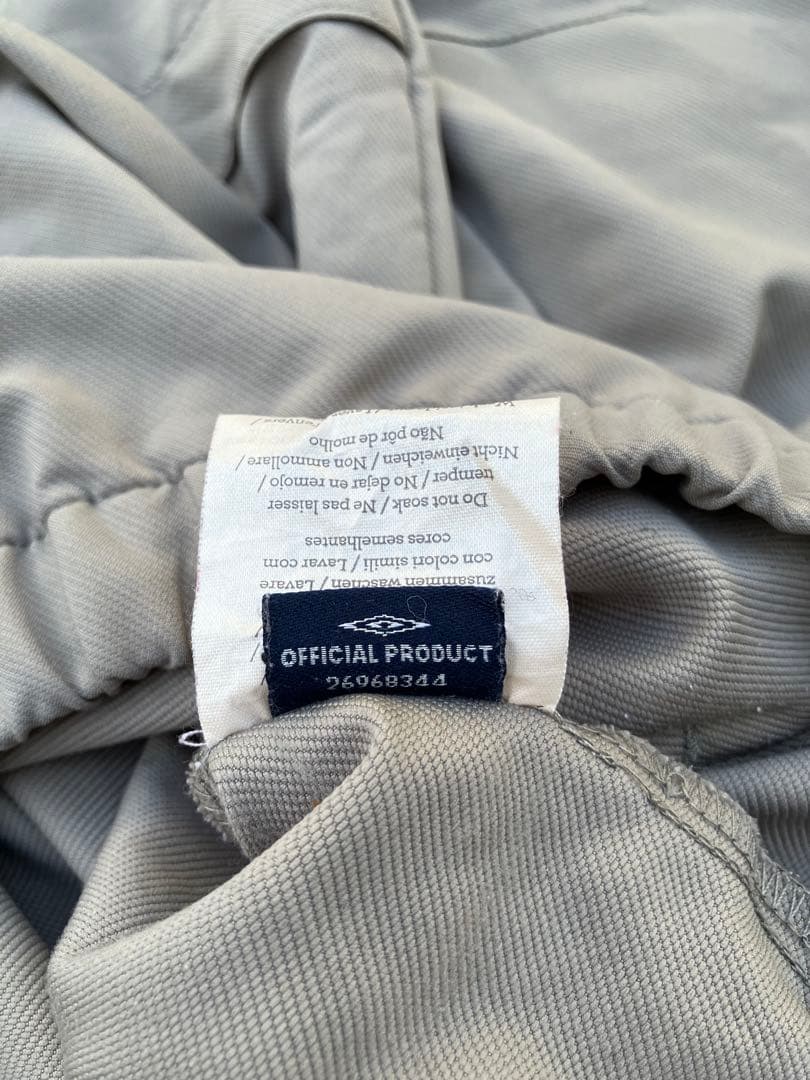 zusammen waschen / Lavare
con colori simili / Lavar com
cores semelhantes
Do not soak / Ne pas laisser
tremper / No dejar en remojo /
Nicht einweichen / Non ammollare /
Não pôr de molho
OFFICIAL PRODUCT
26968344